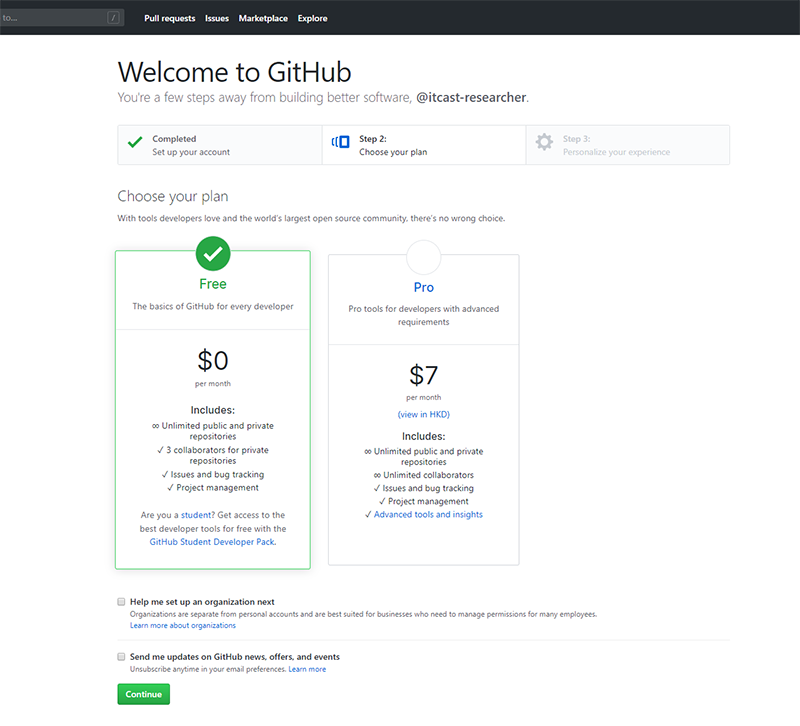 to... /
Pull requests Issues Marketplace Explore
Welcome to GitHub
You're a few steps away from building better software, @itcast-researcher.
Completed
Set up your account
Step 2:
Choose your plan
Step 3:
Personalize your experience
Choose your plan
With tools developers love and the world's largest open source community, there's no wrong choice.
Free
The basics of GitHub for every developer
$0
per month
Includes:
∞ Unlimited public and private
repositories
✓ 3 collaborators for private
repositories
✓ Issues and bug tracking
✓ Project management
Are you a student? Get access to the
best developer tools for free with the
GitHub Student Developer Pack.
Pro
Pro tools for developers with advanced
requirements
$7
per month
(view in HKD)
Includes:
∞ Unlimited public and private
repositories
∞ Unlimited collaborators
✓ Issues and bug tracking
✓ Project management
✓ Advanced tools and insights
Help me set up an organization next
Organizations are separate from personal accounts and are best suited for businesses who need to manage permissions for many employees.
Learn more about organizations
Send me updates on GitHub news, offers, and events
Unsubscribe anytime in your email preferences. Learn more
Continue